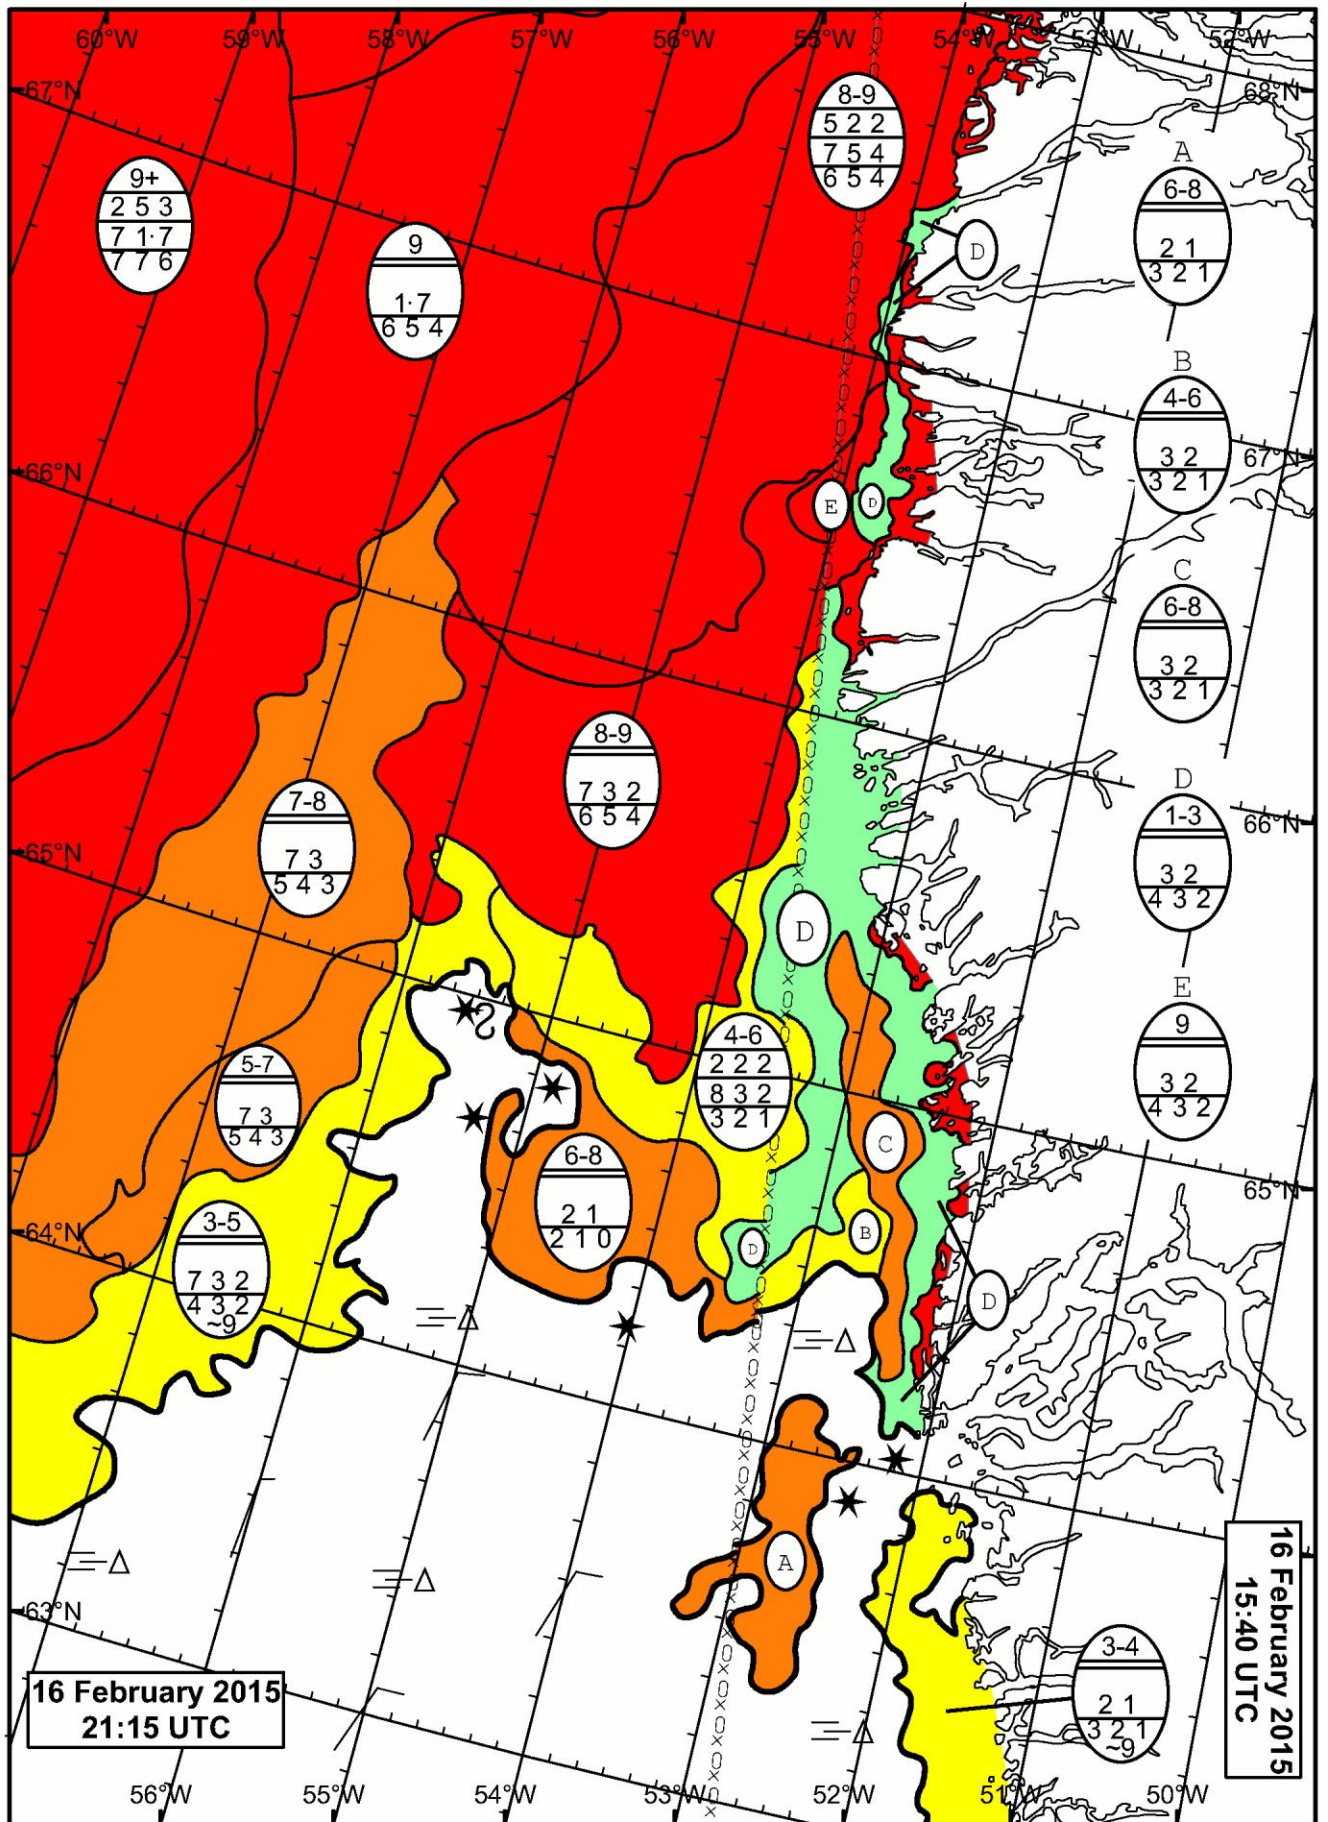 60°W 59°W 58°W 57°W 56°W 55°W 54°W 53°W 52°W
67°N
68°N
8-9
5 2 2
7 5 4
6 5 4
9+
2 5 3
7 1· 7
7 7 6
9
1· 7
6 5 4
A
6-8
2 1
3 2 1
D
B
4-6
3 2
3 2 1
66°N
67°N
E
D
C
6-8
3 2
3 2 1
8-9
7 3 2
6 5 4
7-8
7 3
5 4 3
D
1-3
3 2
4 3 2
65°N
66°N
D
E
9
3 2
4 3 2
4-6
2 2 2
8 3 2
3 2 1
5-7
7 3
5 4 3
C
6-8
2 1
2 1 0
65°N
64°N
3-5
7 3 2
4 3 2
~9
B
D
D
A
16 February 2015
15:40 UTC
63°N
3-4
2 1
3 2 1
~9
16 February 2015
21:15 UTC
56°W 55°W 54°W 53°W 52°W 51°W 50°W